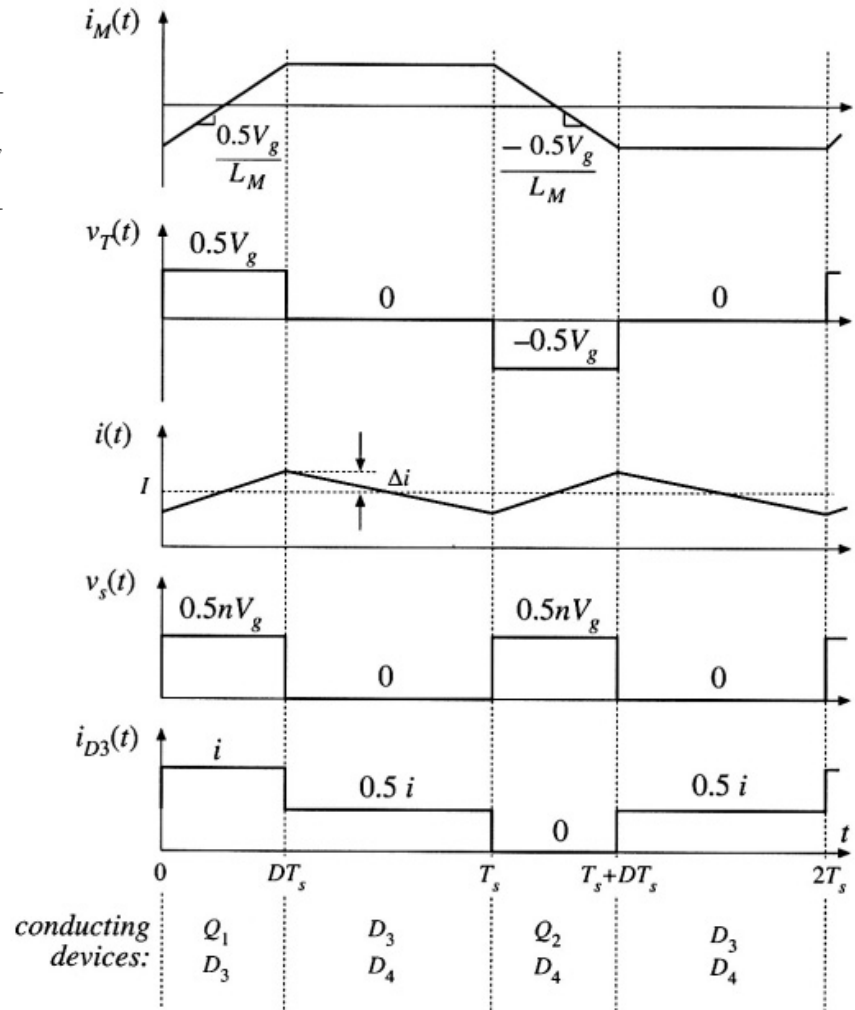 i_M(t)
0.5V_g
L_M
– 0.5V_g
L_M
v_T(t)
0.5V_g
0
–0.5V_g
0
i(t)
I
Δi
v_s(t)
0.5nV_g
0
0.5nV_g
0
i_D3(t)
i
0.5 i
0
0.5 i
t
0
DT_s
T_s
T_s+DT_s
2T_s
conducting
devices:
Q_1
D_3
D_3
D_4
Q_2
D_4
D_3
D_4